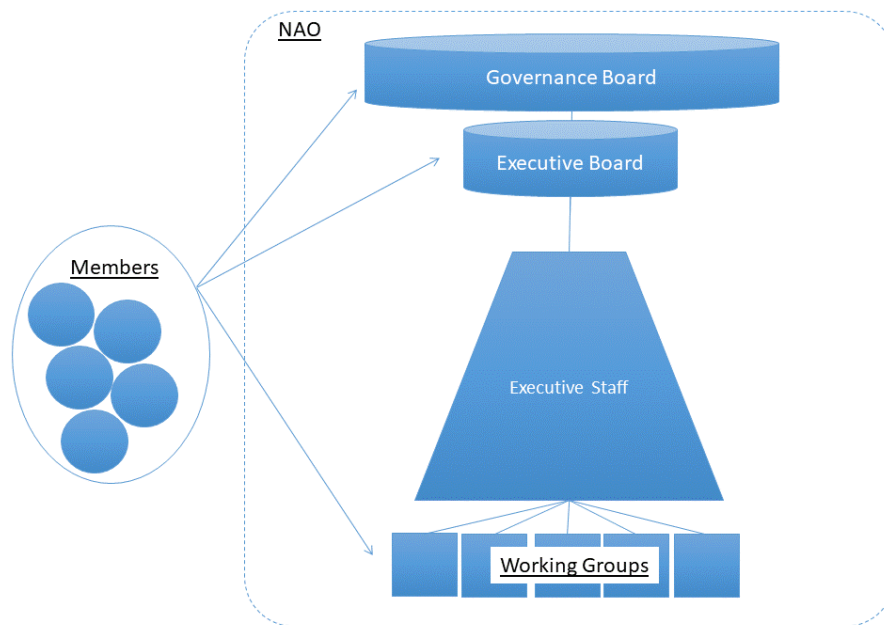 NAO
Governance Board
Executive Board
Members
Executive Staff
Working Groups